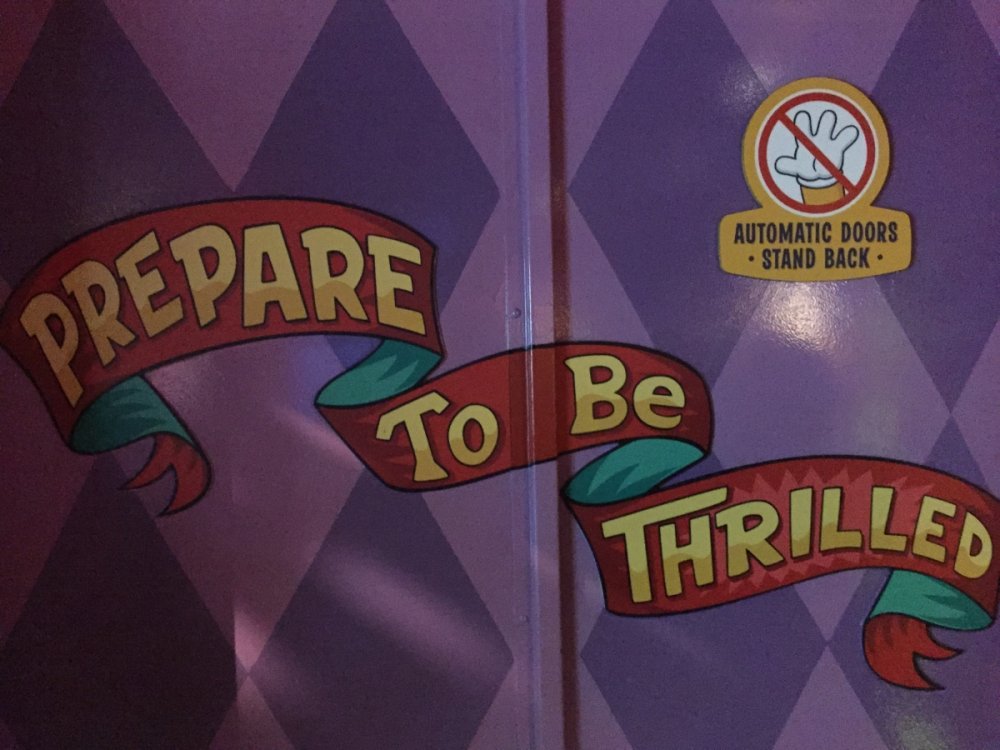 PREPARE
TO BE
THRILLED
AUTOMATIC DOORS
· STAND BACK ·